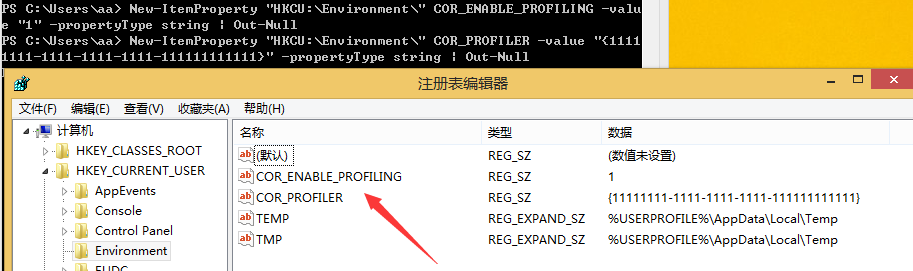 PS C:\Users\aa> New-ItemProperty "HKCU:\Environment\" COR_ENABLE_PROFILING -valu
e "1" -propertyType string | Out-Null
PS C:\Users\aa> New-ItemProperty "HKCU:\Environment\" COR_PROFILER -value "{1111
1111-1111-1111-1111-111111111111}" -propertyType string | Out-Null
注册表编辑器
文件(F) 编辑(E) 查看(V) 收藏夹(A) 帮助(H)
计算机
HKEY_CLASSES_ROOT
HKEY_CURRENT_USER
AppEvents
Console
Control Panel
Environment
EUDC
名称 类型 数据
(默认) REG_SZ (数值未设置)
COR_ENABLE_PROFILING REG_SZ 1
COR_PROFILER REG_SZ {11111111-1111-1111-1111-111111111111}
TEMP REG_EXPAND_SZ %USERPROFILE%\AppData\Local\Temp
TMP REG_EXPAND_SZ %USERPROFILE%\AppData\Local\Temp